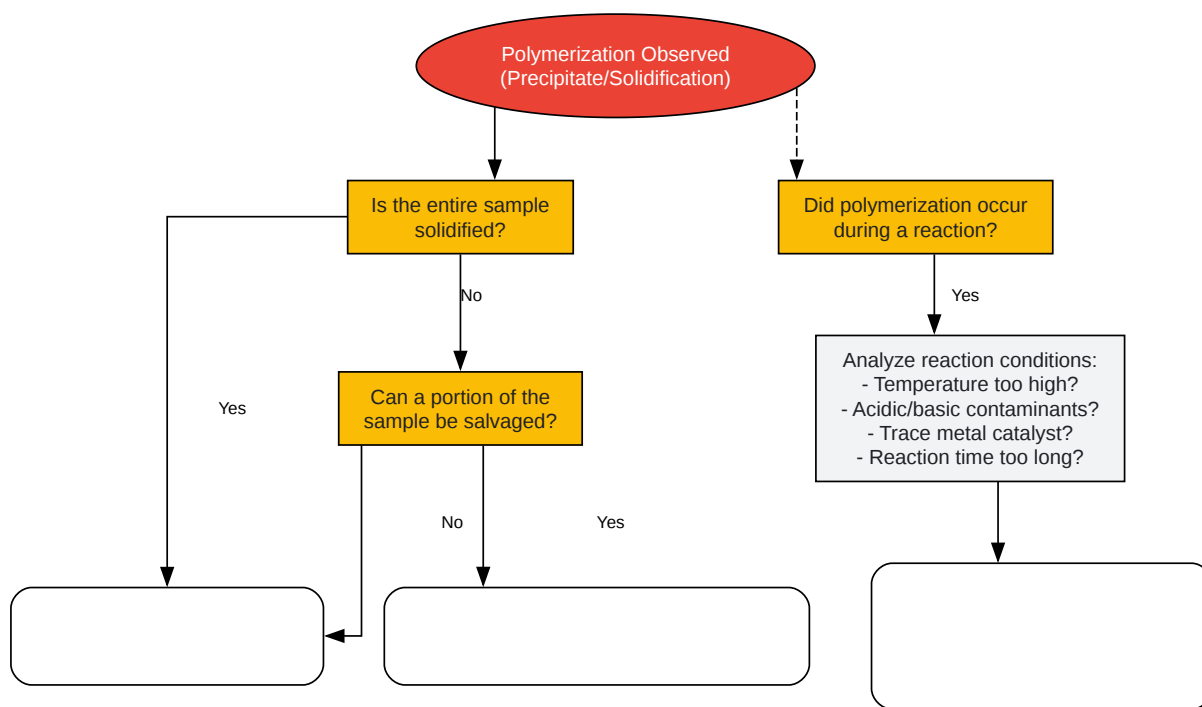 Polymerization Observed
(Precipitate/Solidification)
Is the entire sample
solidified?
Did polymerization occur
during a reaction?
No
Yes
Analyze reaction conditions:
- Temperature too high?
- Acidic/basic contaminants?
- Trace metal catalyst?
- Reaction time too long?
Can a portion of the
sample be salvaged?
Yes
No
Yes